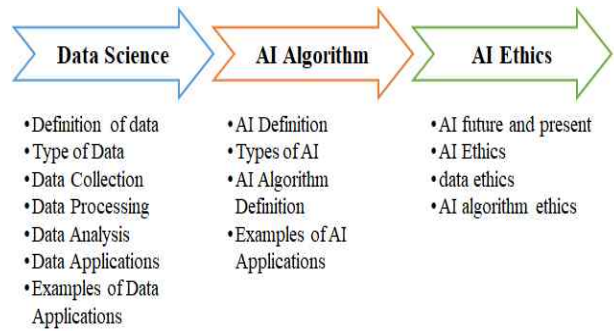 Data Science
AI Algorithm
AI Ethics
•Definition of data
•Type of Data
•Data Collection
•Data Processing
•Data Analysis
•Data Applications
•Examples of Data
Applications
•AI Definition
•Types of AI
•AI Algorithm
Definition
•Examples of AI
Applications
•AI future and present
•AI Ethics
•data ethics
•AI algorithm ethics